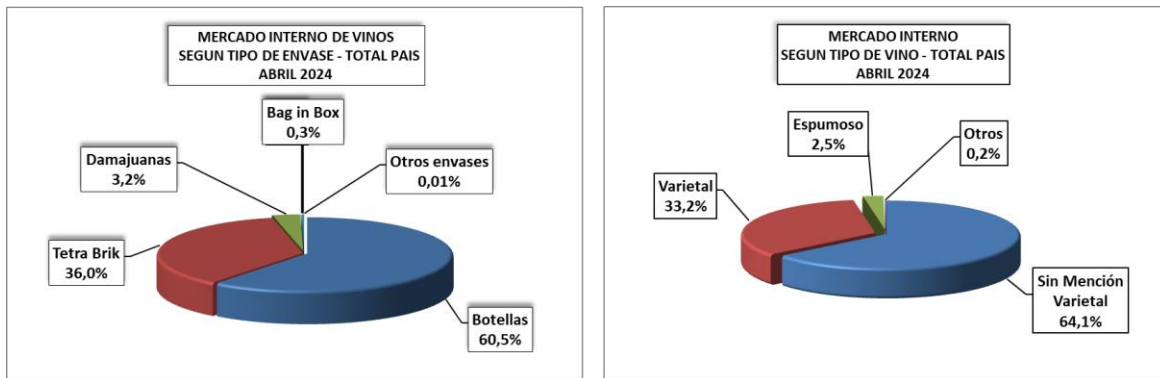 MERCADO INTERNO DE VINOS
SEGUN TIPO DE ENVASE - TOTAL PAIS
ABRIL 2024
Bag in Box
0,3%
Damajuanas
3,2%
Otros envases
0,01%
Tetra Brik
36,0%
Botellas
60,5%
MERCADO INTERNO
SEGUN TIPO DE VINO - TOTAL PAIS
ABRIL 2024
Espumoso
2,5%
Otros
0,2%
Varietal
33,2%
Sin Mención
Varietal
64,1%